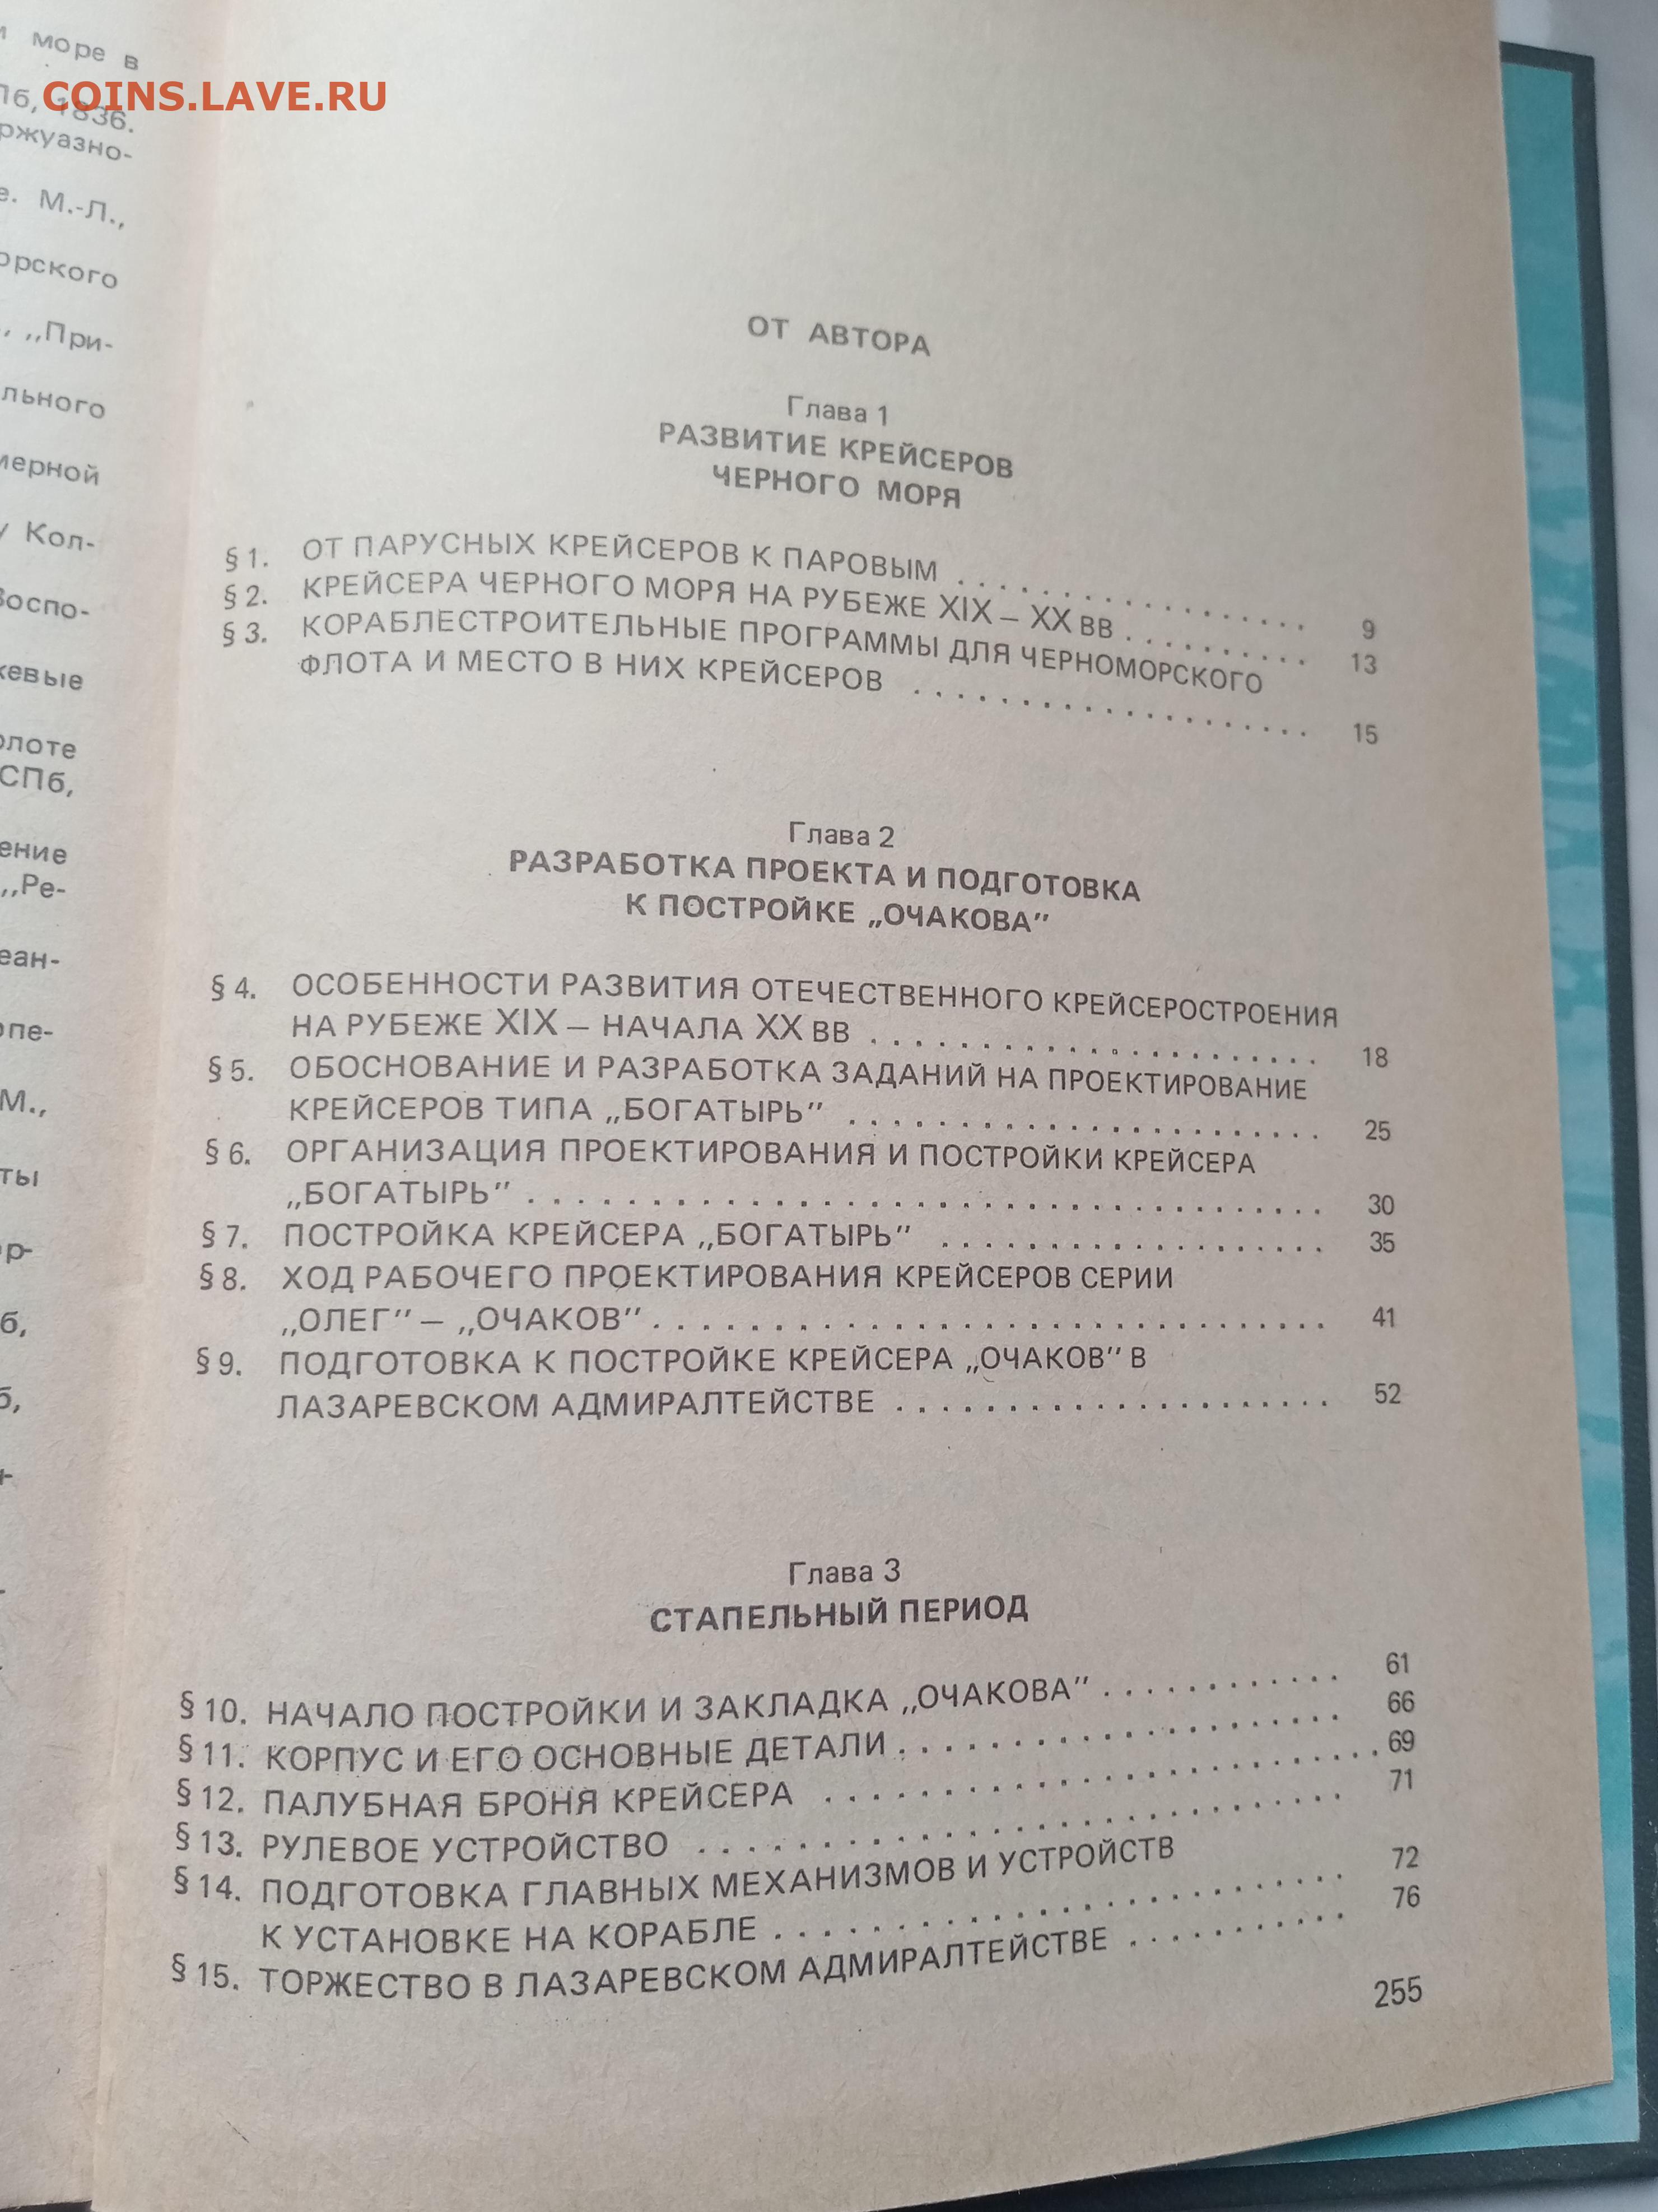 COINS.LAVE.RU
море в
1836.
М.-Л.,
ОТ АВТОРА
Глава 1
РАЗВИТИЕ КРЕЙСЕРОВ
ЧЕРНОГО МОРЯ
§ 1. ОТ ПАРУСНЫХ КРЕЙСЕРОВ К ПАРОВЫМ . . . . . . . . . . . . . . . . 9
§ 2. КРЕЙСЕРА ЧЕРНОГО МОРЯ НА РУБЕЖЕ XIX – XX ВВ . . . . . . . . . 13
§ 3. КОРАБЛЕСТРОИТЕЛЬНЫЕ ПРОГРАММЫ ДЛЯ ЧЕРНОМОРСКОГО
ФЛОТА И МЕСТО В НИХ КРЕЙСЕРОВ . . . . . . . . . . . . . . . . . . 15
Глава 2
РАЗРАБОТКА ПРОЕКТА И ПОДГОТОВКА
К ПОСТРОЙКЕ „ОЧАКОВА”
§ 4. ОСОБЕННОСТИ РАЗВИТИЯ ОТЕЧЕСТВЕННОГО КРЕЙСЕРОСТРОЕНИЯ
НА РУБЕЖЕ XIX – НАЧАЛА XX ВВ . . . . . . . . . . . . . . . . 18
§ 5. ОБОСНОВАНИЕ И РАЗРАБОТКА ЗАДАНИЙ НА ПРОЕКТИРОВАНИЕ
КРЕЙСЕРОВ ТИПА „БОГАТЫРЬ” . . . . . . . . . . . . . . . . . 25
§ 6. ОРГАНИЗАЦИЯ ПРОЕКТИРОВАНИЯ И ПОСТРОЙКИ КРЕЙСЕРА
„БОГАТЫРЬ” . . . . . . . . . . . . . . . . . . . . . . . . . . 30
§ 7. ПОСТРОЙКА КРЕЙСЕРА „БОГАТЫРЬ” . . . . . . . . . . . . . . 35
§ 8. ХОД РАБОЧЕГО ПРОЕКТИРОВАНИЯ КРЕЙСЕРОВ СЕРИИ
„ОЛЕГ” – „ОЧАКОВ” . . . . . . . . . . . . . . . . . . . . . . 41
§ 9. ПОДГОТОВКА К ПОСТРОЙКЕ КРЕЙСЕРА „ОЧАКОВ” В
ЛАЗАРЕВСКОМ АДМИРАЛТЕЙСТВЕ . . . . . . . . . . . . . . . 52
Глава 3
СТАПЕЛЬНЫЙ ПЕРИОД
§ 10. НАЧАЛО ПОСТРОЙКИ И ЗАКЛАДКА „ОЧАКОВА” . . . . . . . . . . . 61
§ 11. КОРПУС И ЕГО ОСНОВНЫЕ ДЕТАЛИ . . . . . . . . . . . . . . . . 66
§ 12. ПАЛУБНАЯ БРОНЯ КРЕЙСЕРА . . . . . . . . . . . . . . . . . . . 69
§ 13. РУЛЕВОЕ УСТРОЙСТВО . . . . . . . . . . . . . . . . . . . . . 71
§ 14. ПОДГОТОВКА ГЛАВНЫХ МЕХАНИЗМОВ И УСТРОЙСТВ
К УСТАНОВКЕ НА КОРАБЛЕ . . . . . . . . . . . . . . . . . . . 72
§ 15. ТОРЖЕСТВО В ЛАЗАРЕВСКОМ АДМИРАЛТЕЙСТВЕ . . . . . . . . . . 76
255